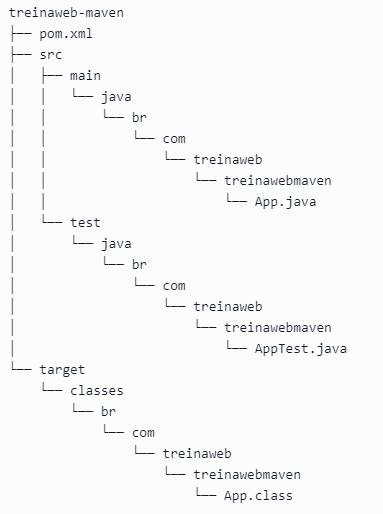 treinaweb-maven
├── pom.xml
├── src
│   ├── main
│   │   └── java
│   │       └── br
│   │           └── com
│   │               └── treinaweb
│   │                   └── treinawebmaven
│   │                       └── App.java
│   └── test
│       └── java
│           └── br
│               └── com
│                   └── treinaweb
│                       └── treinawebmaven
│                           └── AppTest.java
└── target
    └── classes
        └── br
            └── com
                └── treinaweb
                    └── treinawebmaven
                        └── App.class